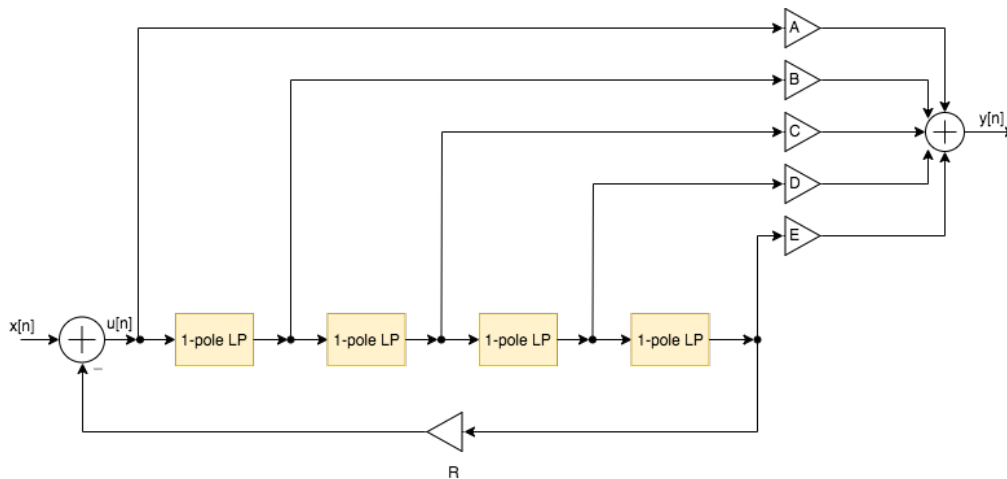 A
B
C
y[n]
D
E
x[n]
u[n]
1-pole LP
1-pole LP
1-pole LP
1-pole LP
R